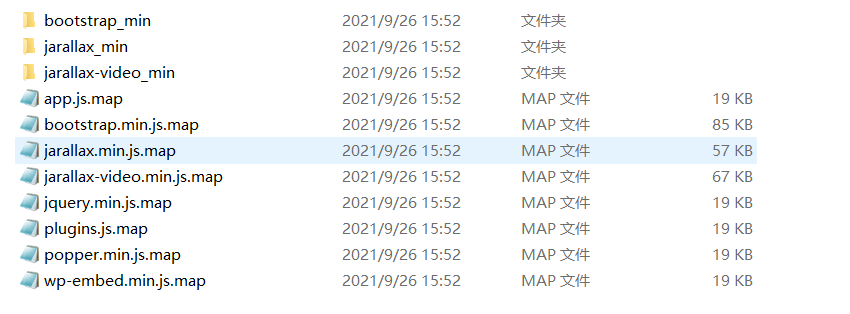 bootstrap_min 2021/9/26 15:52 文件夹
jarallax_min 2021/9/26 15:52 文件夹
jarallax-video_min 2021/9/26 15:52 文件夹
app.js.map 2021/9/26 15:52 MAP 文件 19 KB
bootstrap.min.js.map 2021/9/26 15:52 MAP 文件 85 KB
jarallax.min.js.map 2021/9/26 15:52 MAP 文件 57 KB
jarallax-video.min.js.map 2021/9/26 15:52 MAP 文件 67 KB
jquery.min.js.map 2021/9/26 15:52 MAP 文件 19 KB
plugins.js.map 2021/9/26 15:52 MAP 文件 19 KB
popper.min.js.map 2021/9/26 15:52 MAP 文件 19 KB
wp-embed.min.js.map 2021/9/26 15:52 MAP 文件 19 KB